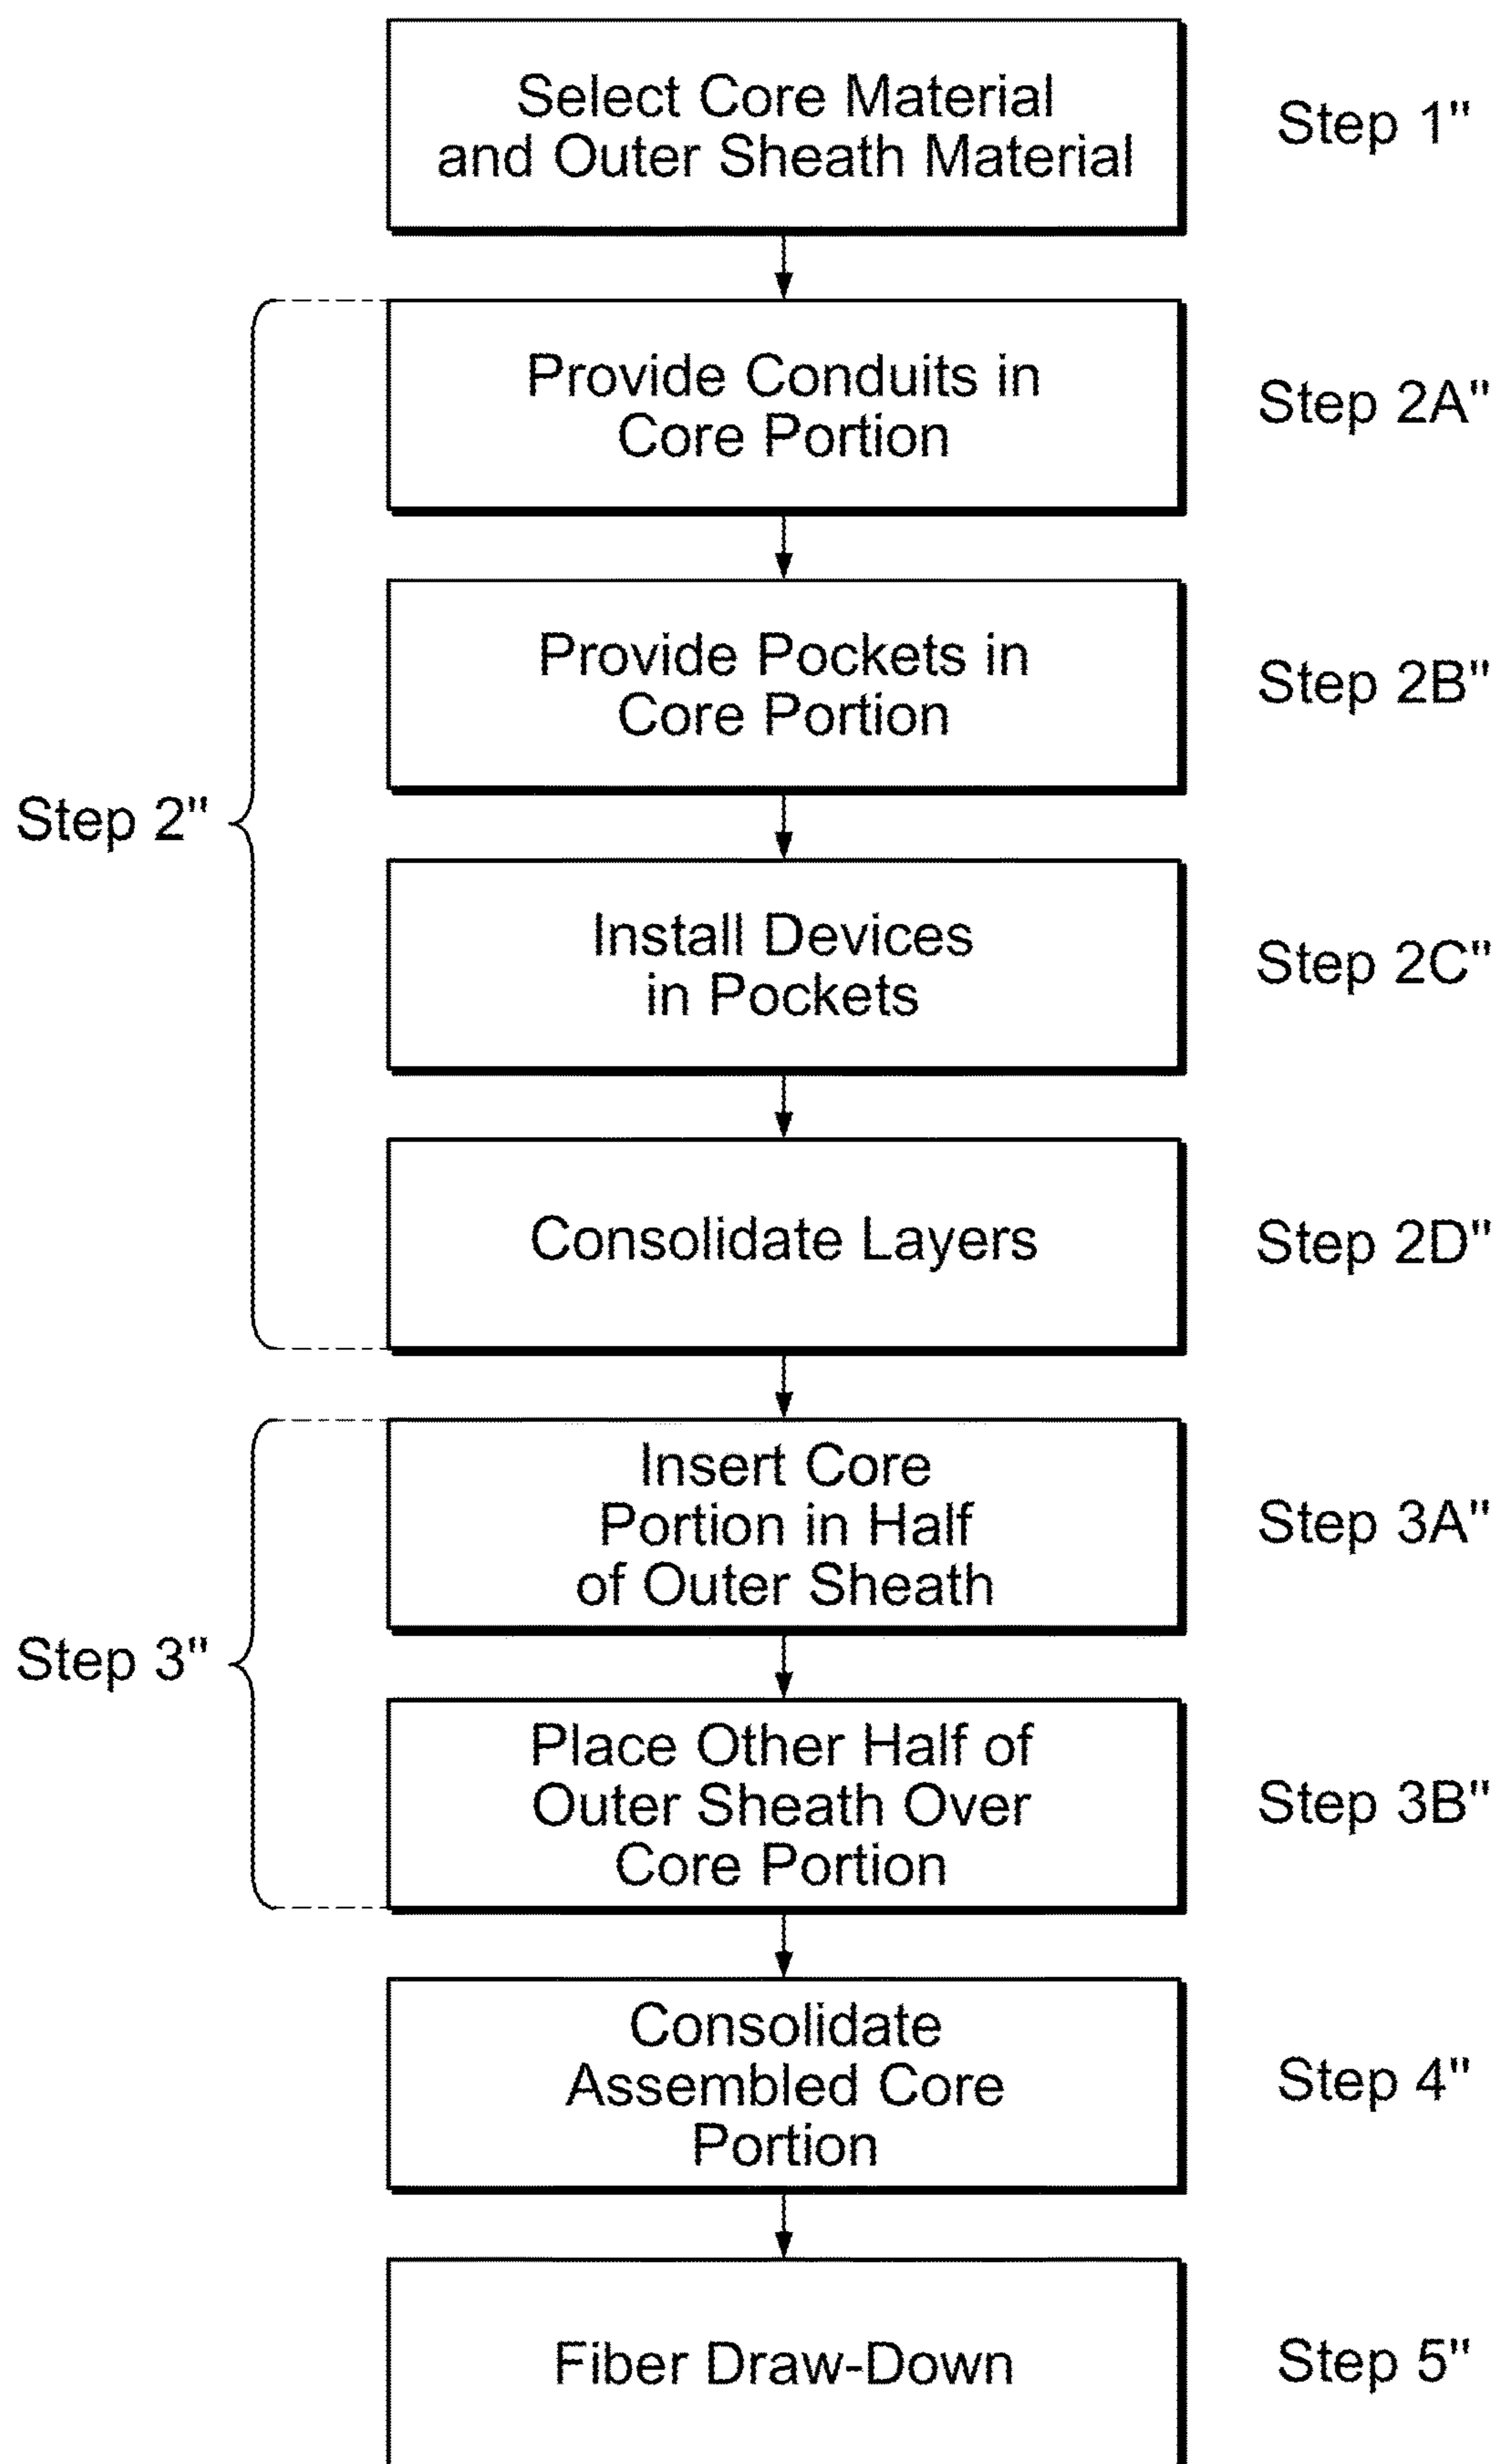 Select Core Material
and Outer Sheath Material
Step 1"
Step 2"
Provide Conduits in
Core Portion
Step 2A"
Provide Pockets in
Core Portion
Step 2B"
Install Devices
in Pockets
Step 2C"
Consolidate Layers
Step 2D"
Step 3"
Insert Core
Portion in Half
of Outer Sheath
Step 3A"
Place Other Half of
Outer Sheath Over
Core Portion
Step 3B"
Consolidate
Assembled Core
Portion
Step 4"
Fiber Draw-Down
Step 5"